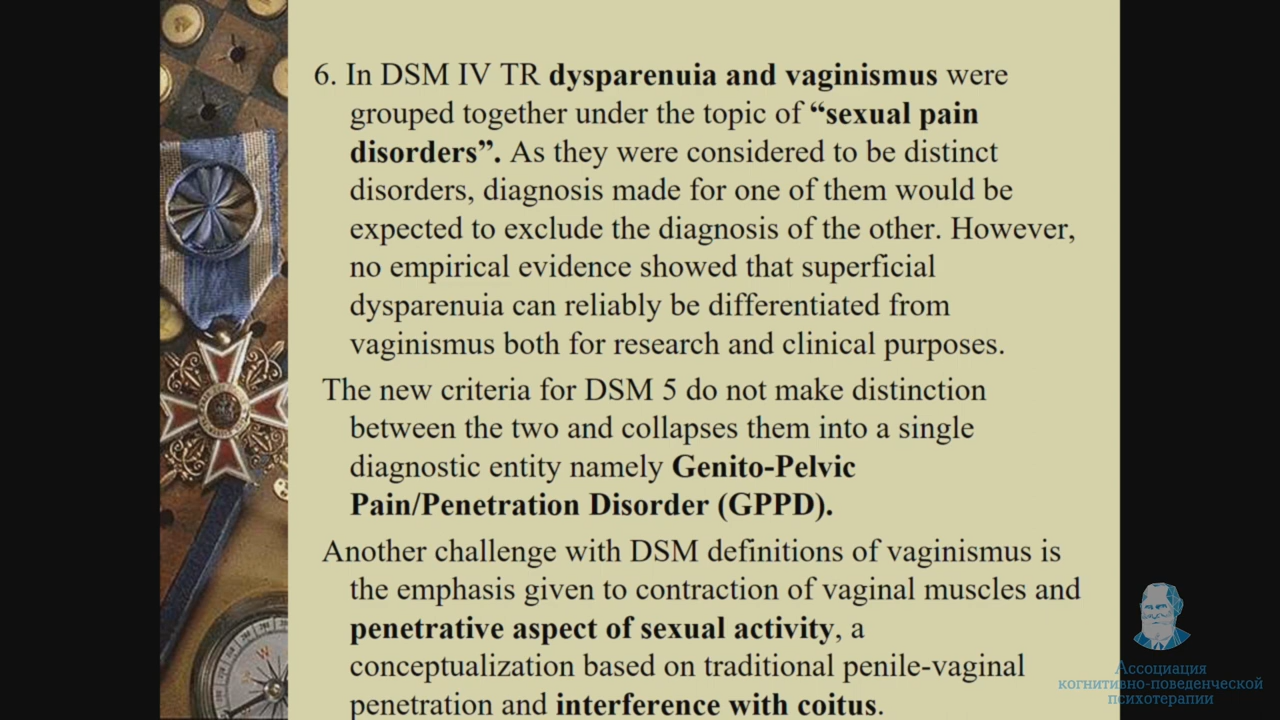 6. In DSM IV TR dysparenuia and vaginismus were
grouped together under the topic of “sexual pain
disorders”. As they were considered to be distinct
disorders, diagnosis made for one of them would be
expected to exclude the diagnosis of the other. However,
no empirical evidence showed that superficial
dysparenuia can reliably be differentiated from
vaginismus both for research and clinical purposes.
The new criteria for DSM 5 do not make distinction
between the two and collapses them into a single
diagnostic entity namely Genito-Pelvic
Pain/Penetration Disorder (GPPD).
Another challenge with DSM definitions of vaginismus is
the emphasis given to contraction of vaginal muscles and
penetrative aspect of sexual activity, a
conceptualization based on traditional penile-vaginal
penetration and interference with coitus.
Ассоциация
когнитивно-поведенческой
психотерапии